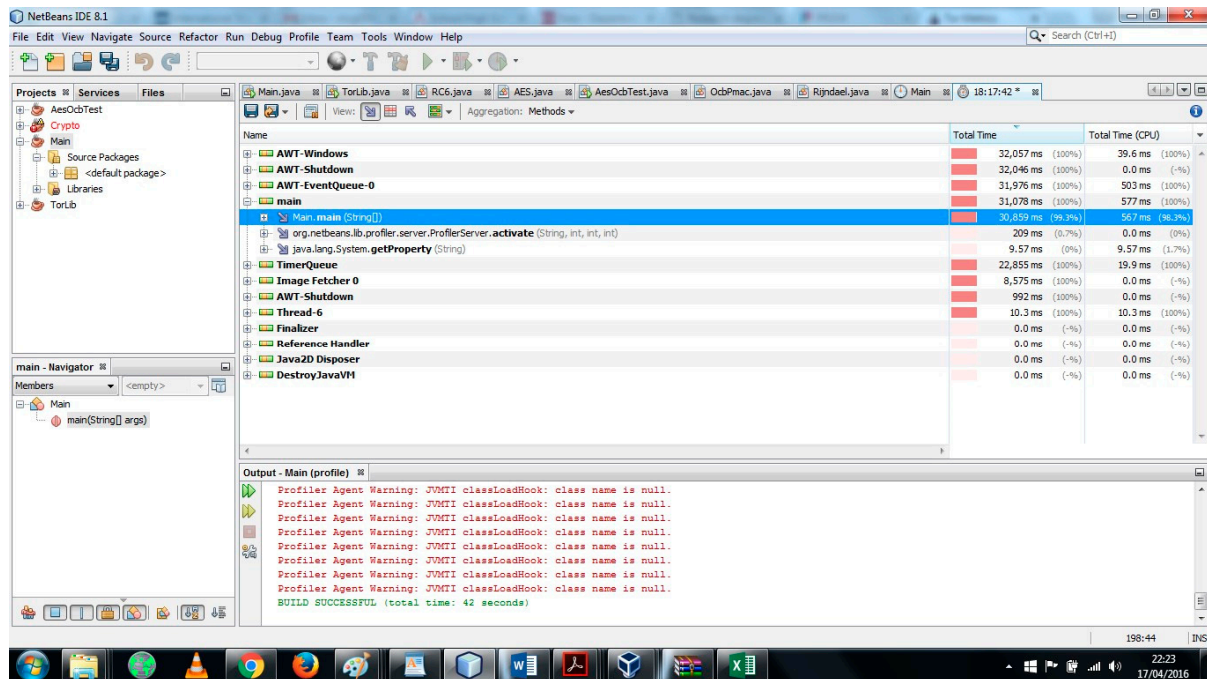 NetBeans IDE 8.1
File Edit View Navigate Source Refactor Run Debug Profile Team Tools Window Help
Search (Ctrl+I)
Projects Services Files
AesOcbTest
Crypto
Main
Source Packages
<default package>
Libraries
TorLib
Main.java TorLib.java RC6.java AES.java AesOcbTest.java OcbPmac.java Rijndael.java Main 18:17:42 *
View: Aggregation: Methods
Name Total Time Total Time (CPU)
AWT-Windows 32,057 ms (100%) 39.6 ms (100%)
AWT-Shutdown 32,046 ms (100%) 0.0 ms (-%)
AWT-EventQueue-0 31,976 ms (100%) 503 ms (100%)
main 31,078 ms (100%) 577 ms (100%)
Main.main (String[]) 30,859 ms (99.3%) 567 ms (98.3%)
org.netbeans.lib.profiler.server.ProfilerServer.activate (String, int, int, int) 209 ms (0.7%) 0.0 ms (0%)
java.lang.System.getProperty (String) 9.57 ms (0%) 9.57 ms (1.7%)
TimerQueue 22,855 ms (100%) 19.9 ms (100%)
Image Fetcher 0 8,575 ms (100%) 0.0 ms (-%)
AWT-Shutdown 992 ms (100%) 0.0 ms (-%)
Thread-6 10.3 ms (100%) 10.3 ms (100%)
Finalizer 0.0 ms (-%) 0.0 ms (-%)
Reference Handler 0.0 ms (-%) 0.0 ms (-%)
Java2D Disposer 0.0 ms (-%) 0.0 ms (-%)
DestroyJavaVM 0.0 ms (-%) 0.0 ms (-%)
main - Navigator
Members <empty>
Main
main(String[] args)
Output - Main (profile)
Profiler Agent Warning: JVMTI classLoadHook: class name is null.
Profiler Agent Warning: JVMTI classLoadHook: class name is null.
Profiler Agent Warning: JVMTI classLoadHook: class name is null.
Profiler Agent Warning: JVMTI classLoadHook: class name is null.
Profiler Agent Warning: JVMTI classLoadHook: class name is null.
Profiler Agent Warning: JVMTI classLoadHook: class name is null.
Profiler Agent Warning: JVMTI classLoadHook: class name is null.
Profiler Agent Warning: JVMTI classLoadHook: class name is null.
BUILD SUCCESSFUL (total time: 42 seconds)
198:44 INS
22:23
17/04/2016